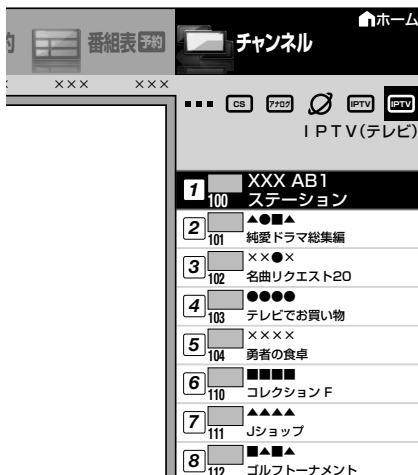 約 番組表 予約 チャンネル ホーム
××× ×××
CS アナログ IPTV IPTV
IPTV(テレビ)
1 100 XXX AB1
ステーション
2 101 ▲●■▲
純愛ドラマ総集編
3 102 ××●×
名曲リクエスト20
4 103 ●●●●
テレビでお買い物
5 104 ××××
勇者の食卓
6 110 ■■■■
コレクション F
7 111 ▲▲▲▲
Jショップ
8 112 ■▲■▲
ゴルフトーナメント